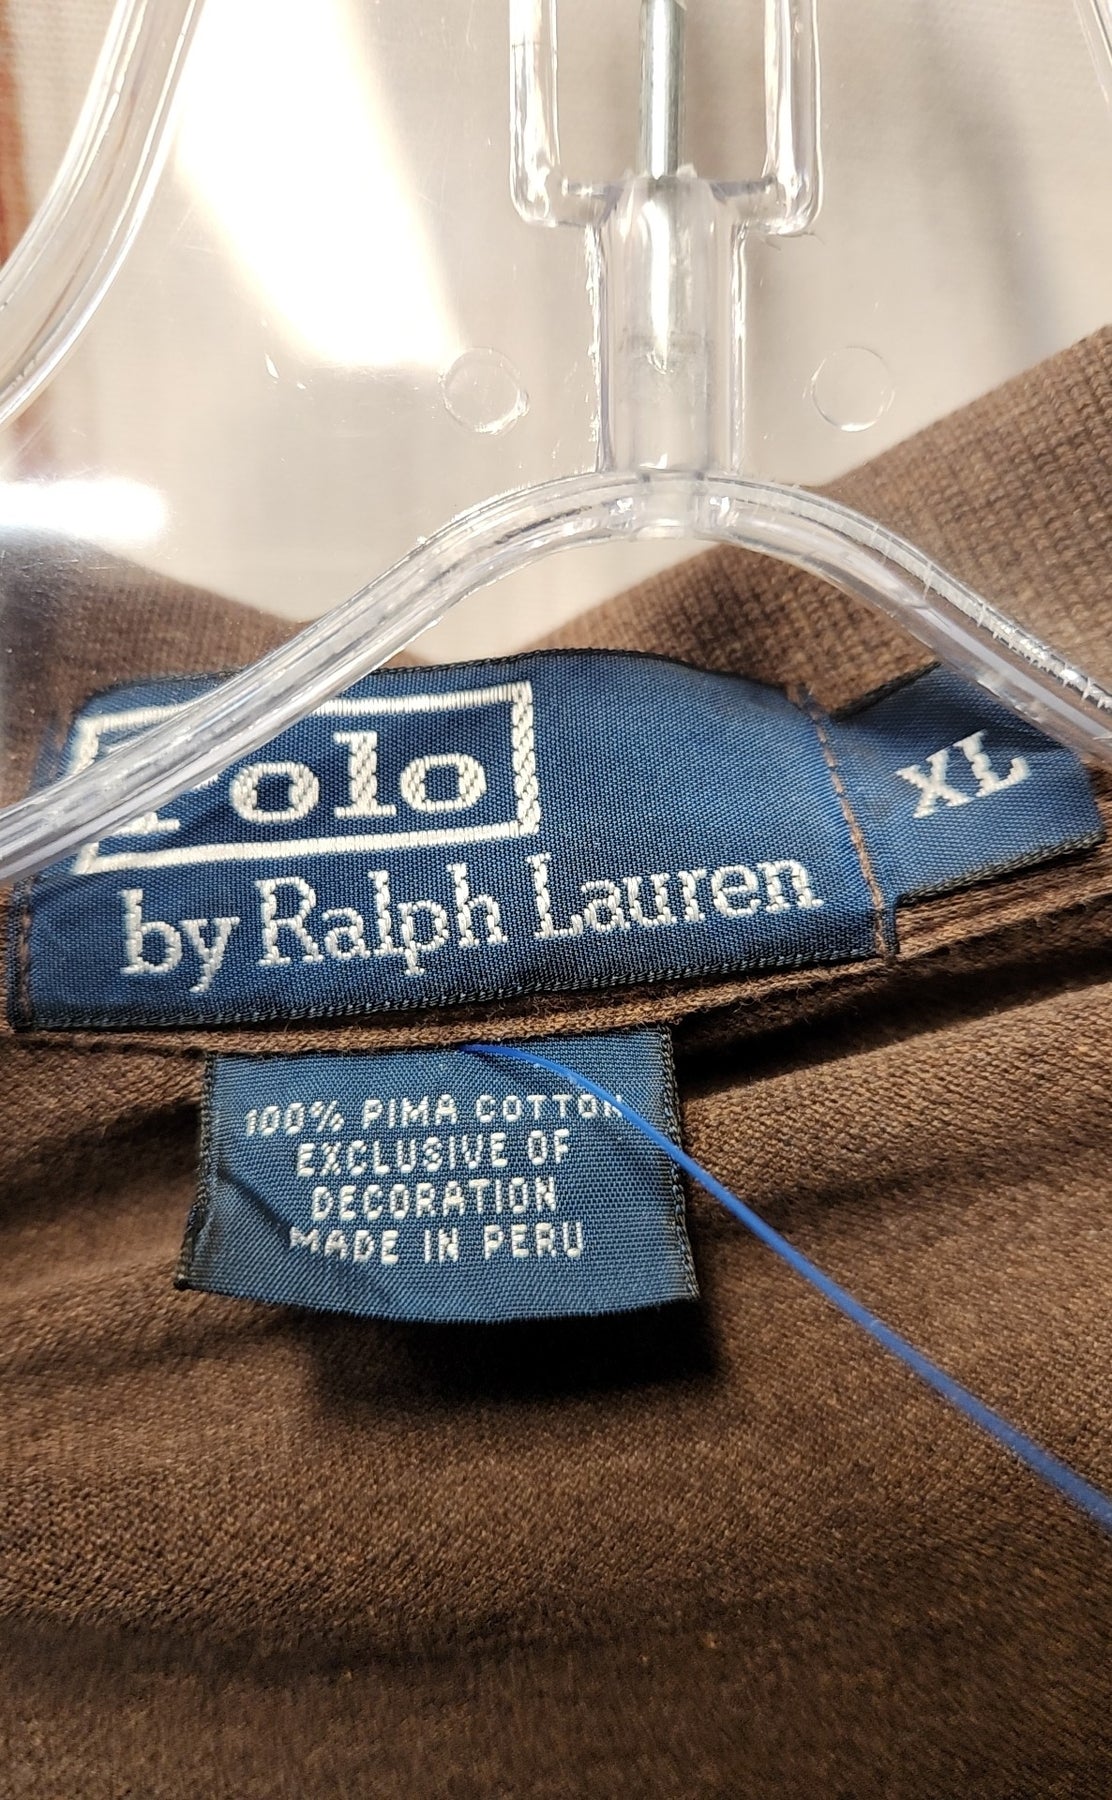 Polo
by Ralph Lauren
XL
100% PIMA COTTON
EXCLUSIVE OF
DECORATION
MADE IN PERU